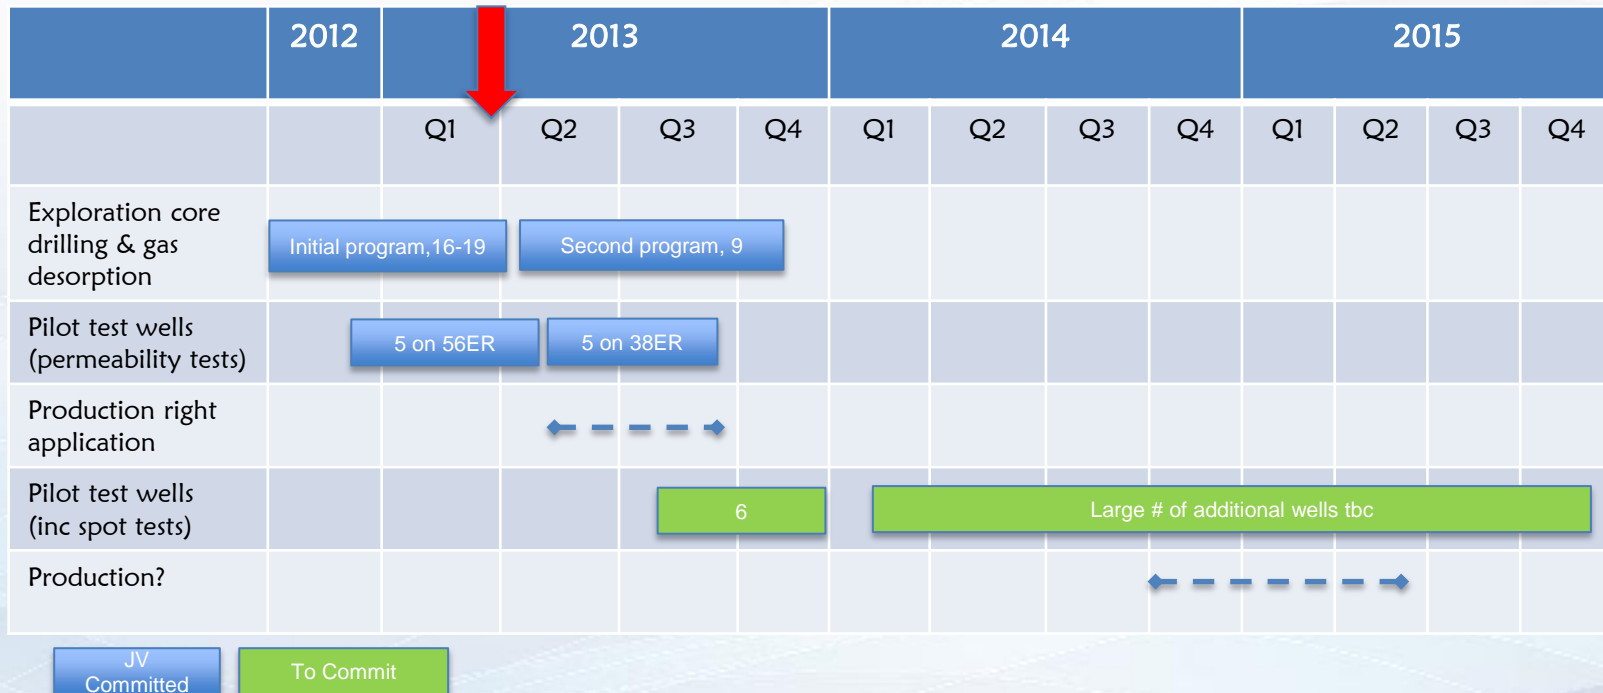 2012 2013 2014 2015
Q1 Q2 Q3 Q4 Q1 Q2 Q3 Q4 Q1 Q2 Q3 Q4
Exploration core
drilling & gas
desorption
Initial program,16-19 Second program, 9
Pilot test wells
(permeability tests)
5 on 56ER 5 on 38ER
Production right
application
Pilot test wells
(inc spot tests)
6 Large # of additional wells tbc
Production?
JV
Committed
To Commit